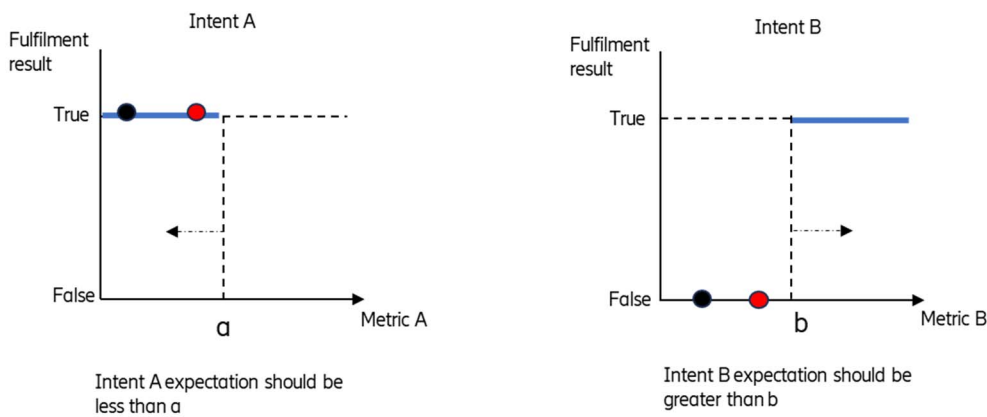 Intent A
Fulfilment
result
True
False
a
Metric A
Intent A expectation should be
less than a
Intent B
Fulfilment
result
True
False
b
Metric B
Intent B expectation should be
greater than b